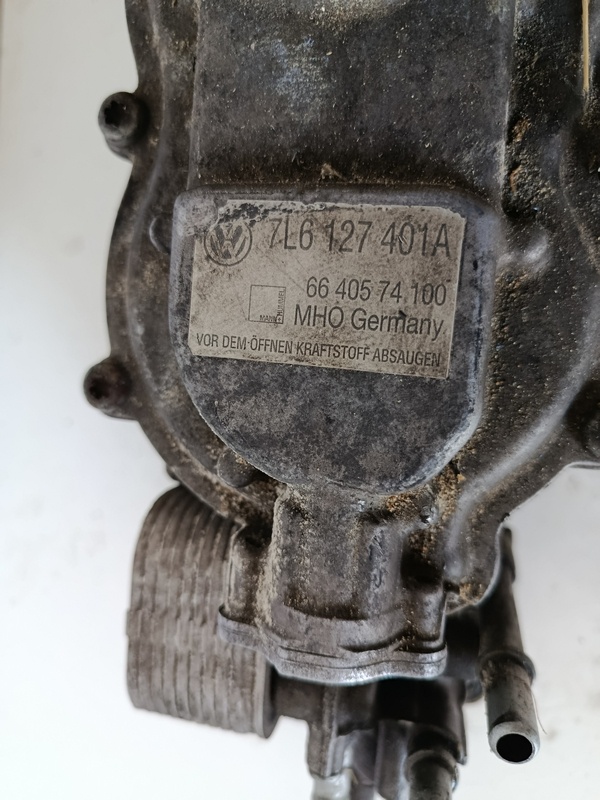 7L6 127 401A
66 405 74 100
MHO Germany
VOR DEM ÖFFNEN KRAFTSTOFF ABSAUGEN